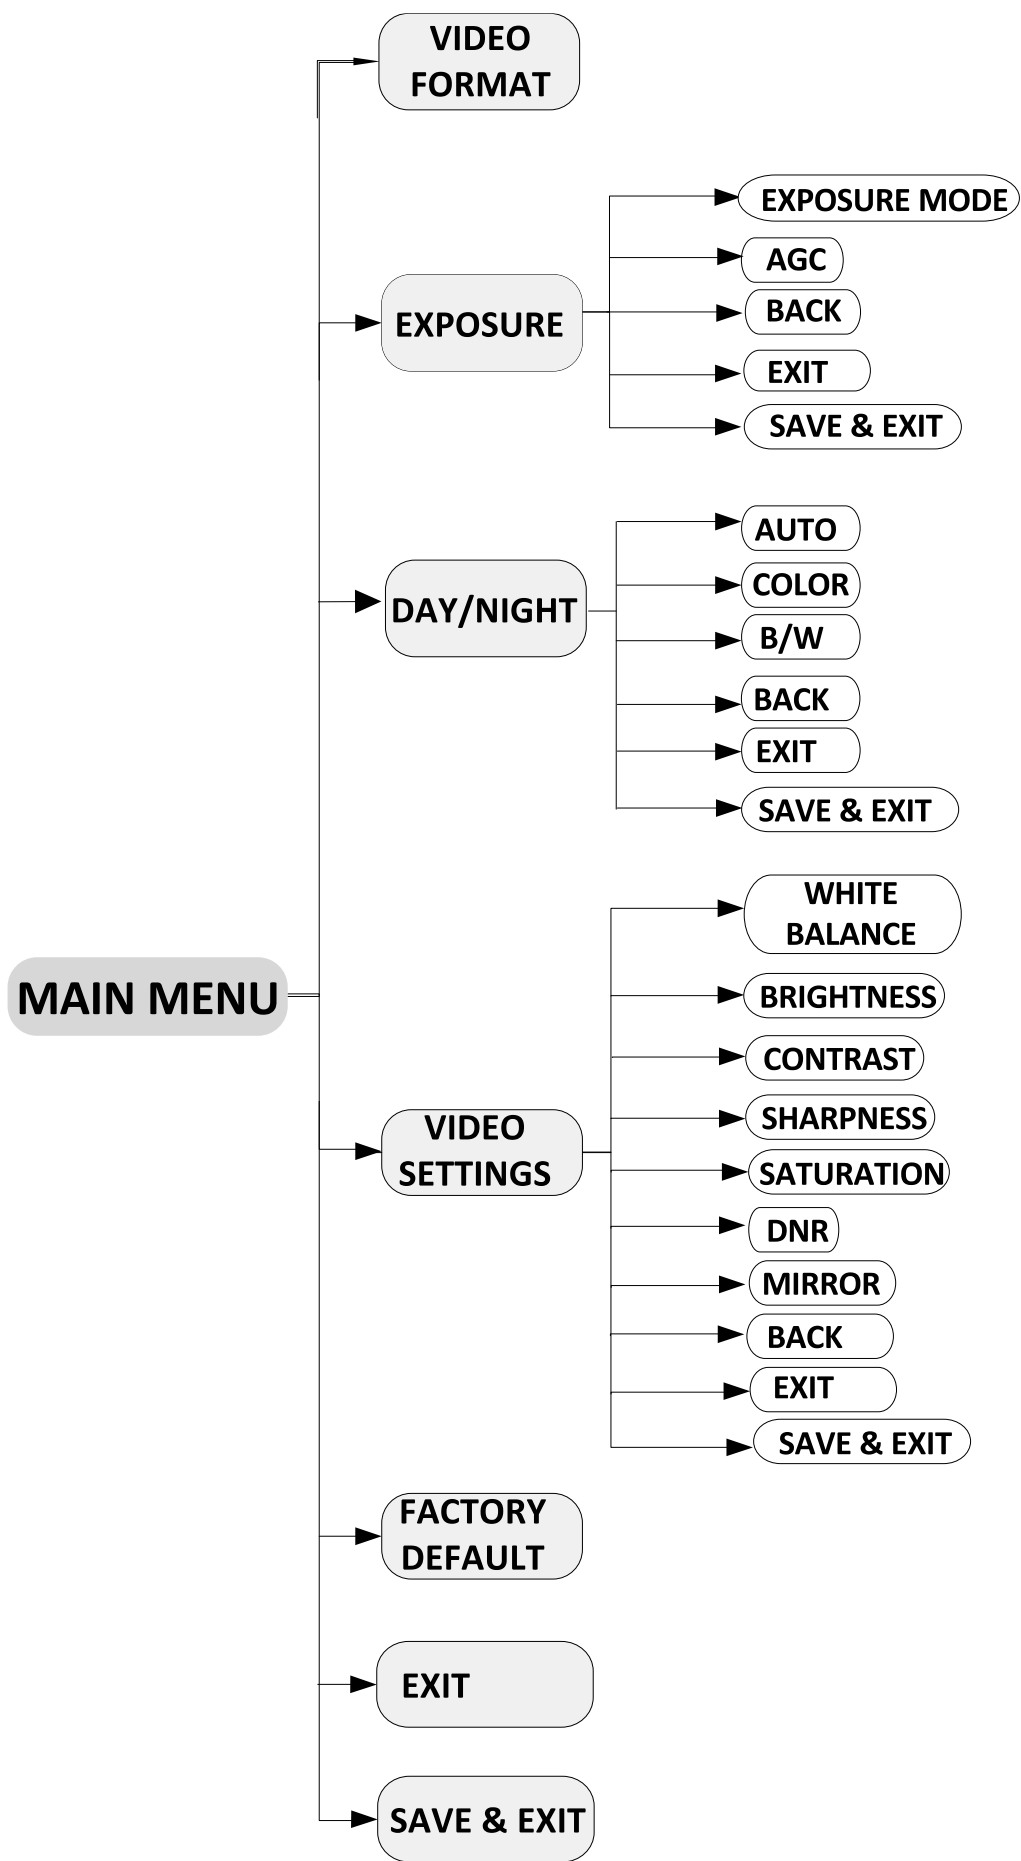 VIDEO
FORMAT
EXPOSURE MODE
AGC
BACK
EXPOSURE
EXIT
SAVE & EXIT
AUTO
COLOR
DAY/NIGHT
B/W
BACK
EXIT
SAVE & EXIT
WHITE
BALANCE
MAIN MENU
BRIGHTNESS
CONTRAST
SHARPNESS
VIDEO
SETTINGS
SATURATION
DNR
MIRROR
BACK
EXIT
SAVE & EXIT
FACTORY
DEFAULT
EXIT
SAVE & EXIT